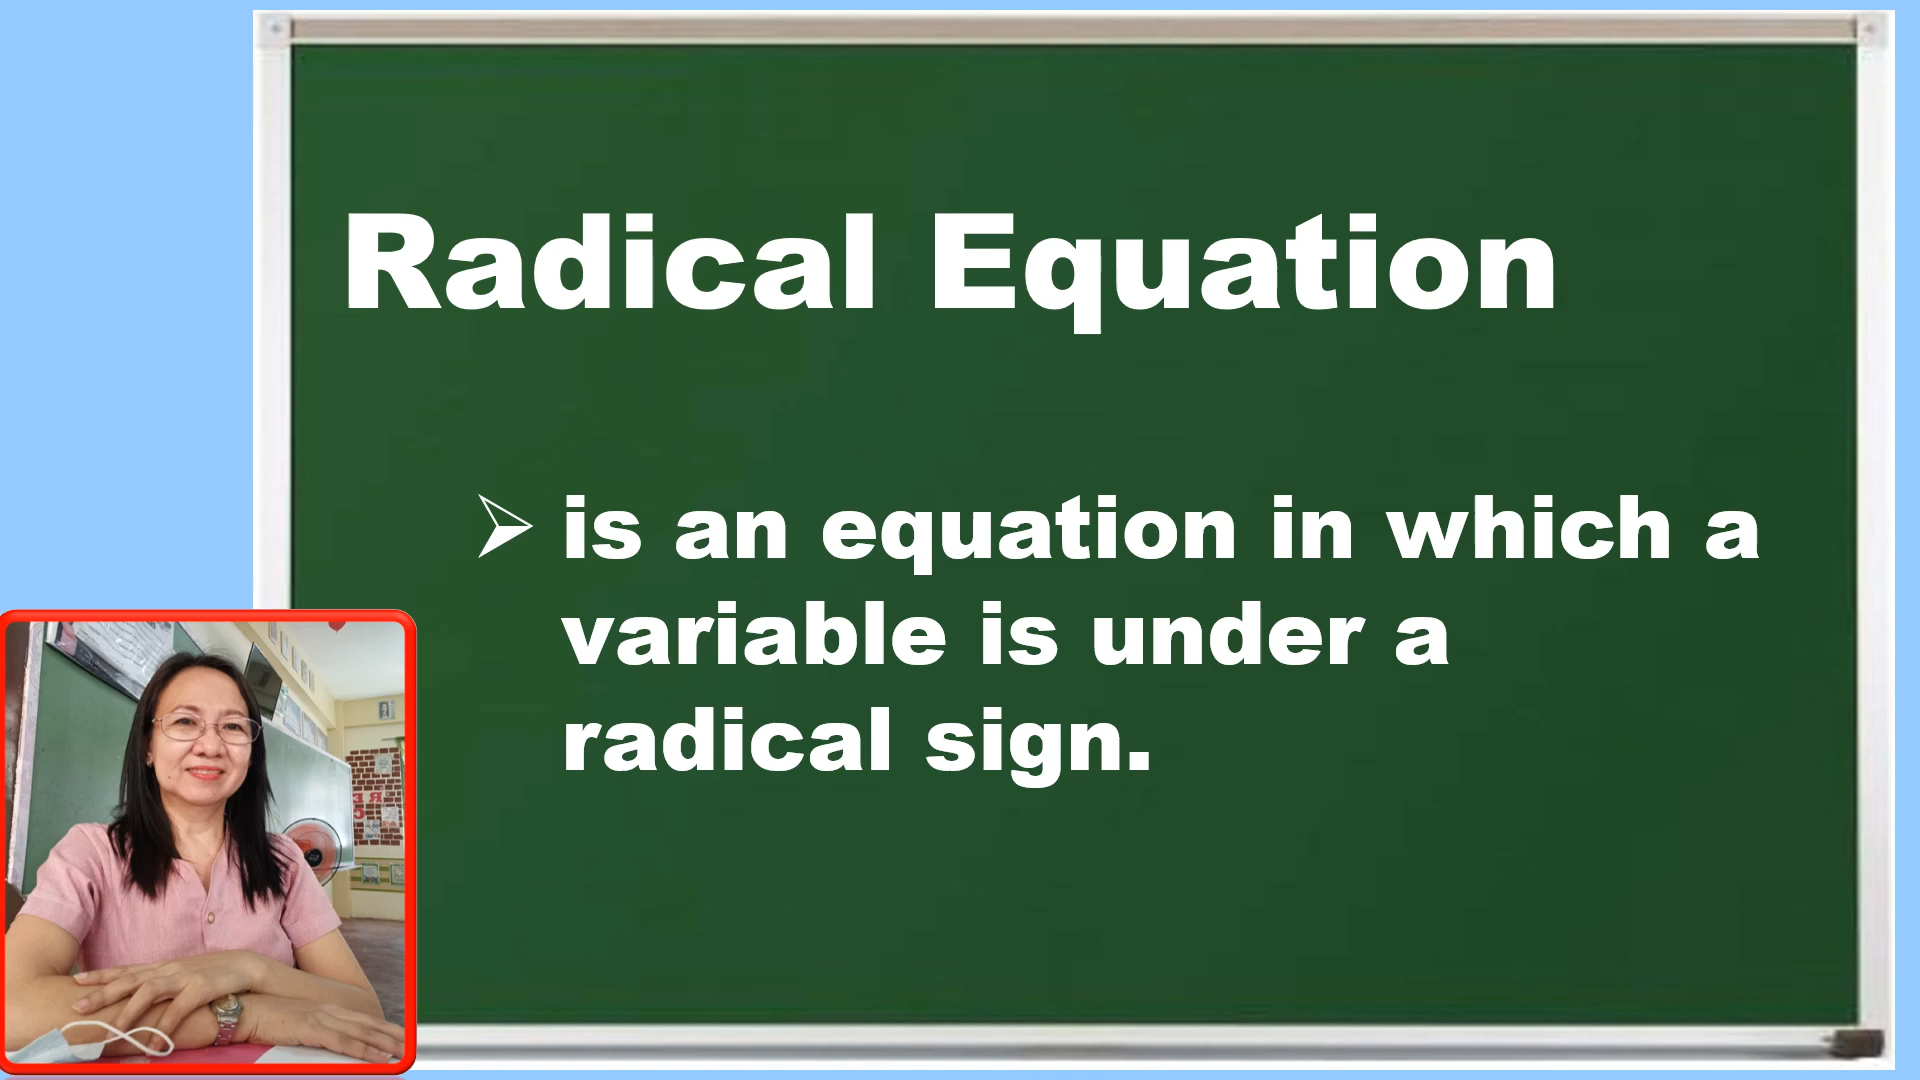 Radical Equation
➢ is an equation in which a
variable is under a
radical sign.